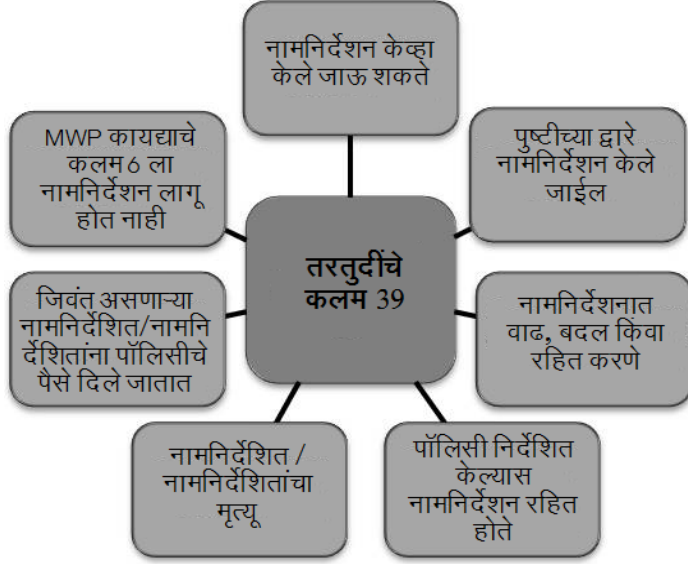 नामनिर्देशन केव्हा
केले जाऊ शकते
पुष्टीच्या द्वारे
नामनिर्देशन केले
जाईल
नामनिर्देशनात
वाढ, बदल किंवा
रहित करणे
पॉलिसी निर्देशित
केल्यास
नामनिर्देशन रहित
होते
नामनिर्देशित /
नामनिर्देशितांचा
मृत्यू
जिवंत असणाऱ्या
नामनिर्देशित/नामनि
र्देशितांना पॉलिसीचे
पैसे दिले जातात
MWP कायद्याचे
कलम 6 ला
नामनिर्देशन लागू
होत नाही
तरतुदींचे
कलम 39